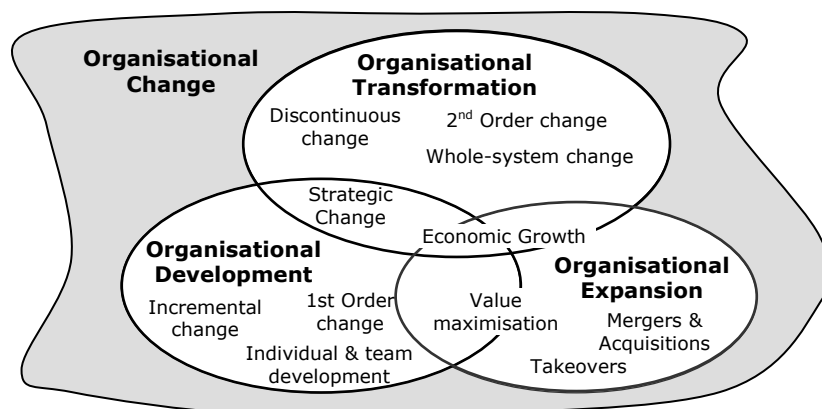 Organisational
Change
Organisational
Transformation
Discontinuous
change
2nd Order change
Whole-system change
Strategic
Change
Economic Growth
Organisational
Development
Incremental
change
1st Order
change
Individual & team
development
Value
maximisation
Organisational
Expansion
Mergers &
Acquisitions
Takeovers